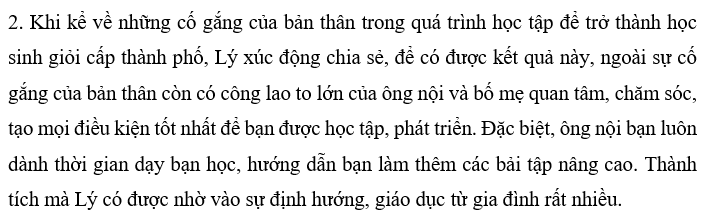 2. Khi kể về những cố gắng của bản thân trong quá trình học tập để trở thành học
sinh giỏi cấp thành phố, Lý xúc động chia sẻ, để có được kết quả này, ngoài sự cố
gắng của bản thân còn có công lao to lớn của ông nội và bố mẹ quan tâm, chăm sóc,
tạo mọi điều kiện tốt nhất để bạn được học tập, phát triển. Đặc biệt, ông nội bạn luôn
dành thời gian dạy bạn học, hướng dẫn bạn làm thêm các bài tập nâng cao. Thành
tích mà Lý có được nhờ vào sự định hướng, giáo dục từ gia đình rất nhiều.